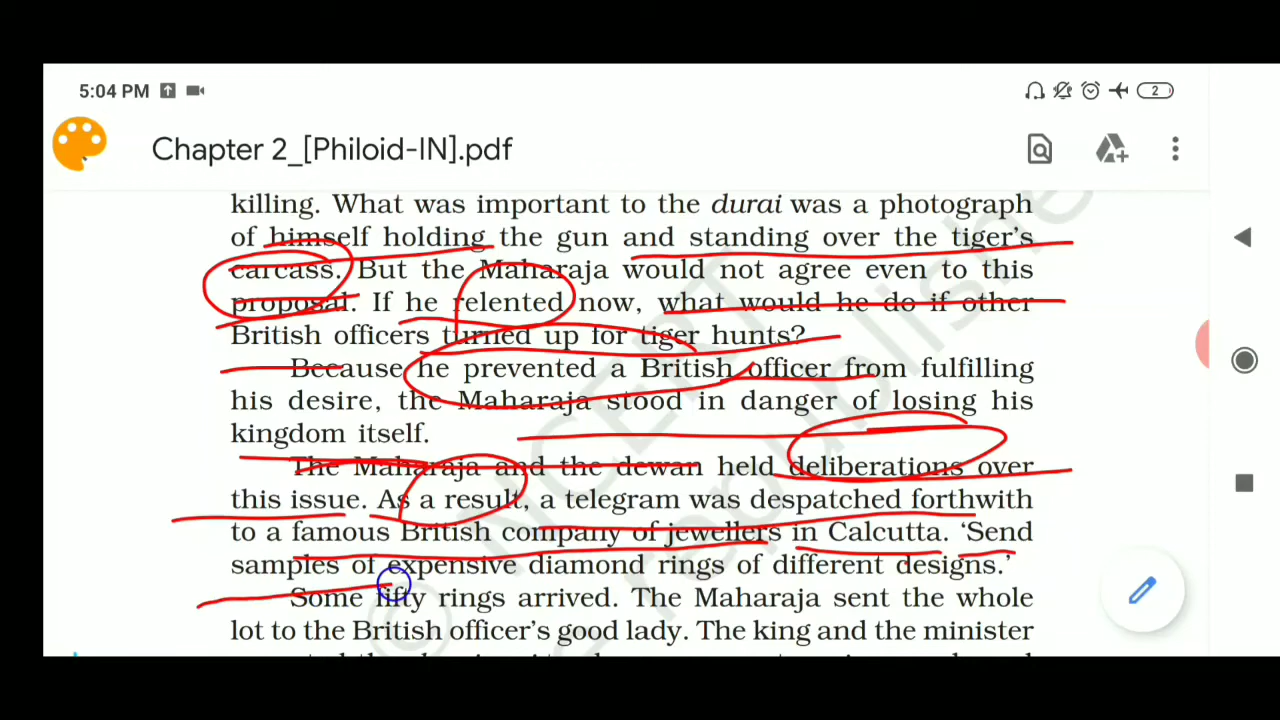 5:04 PM
2
Chapter 2_[Philoid-IN].pdf
killing. What was important to the durai was a photograph
of himself holding the gun and standing over the tiger's
carcass. But the Maharaja would not agree even to this
proposal. If he relented now, what would he do if other
British officers turned up for tiger hunts?
Because he prevented a British officer from fulfilling
his desire, the Maharaja stood in danger of losing his
kingdom itself.
The Maharaja and the dewan held deliberations over
this issue. As a result, a telegram was despatched forthwith
to a famous British company of jewellers in Calcutta. 'Send
samples of expensive diamond rings of different designs.'
Some fifty rings arrived. The Maharaja sent the whole
lot to the British officer's good lady. The king and the minister
© NCERT
republishe